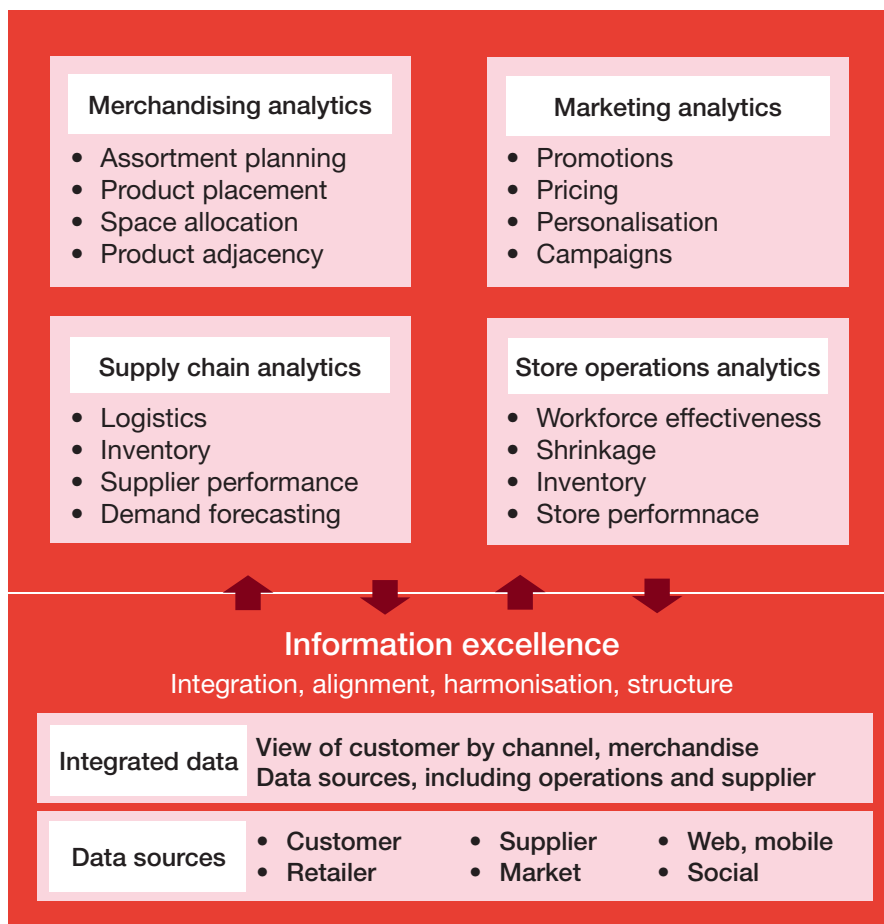 Merchandising analytics
• Assortment planning
• Product placement
• Space allocation
• Product adjacency
Marketing analytics
• Promotions
• Pricing
• Personalisation
• Campaigns
Supply chain analytics
• Logistics
• Inventory
• Supplier performance
• Demand forecasting
Store operations analytics
• Workforce effectiveness
• Shrinkage
• Inventory
• Store performnace
Information excellence
Integration, alignment, harmonisation, structure
Integrated data
View of customer by channel, merchandise
Data sources, including operations and supplier
Data sources
• Customer
• Retailer
• Supplier
• Market
• Web, mobile
• Social